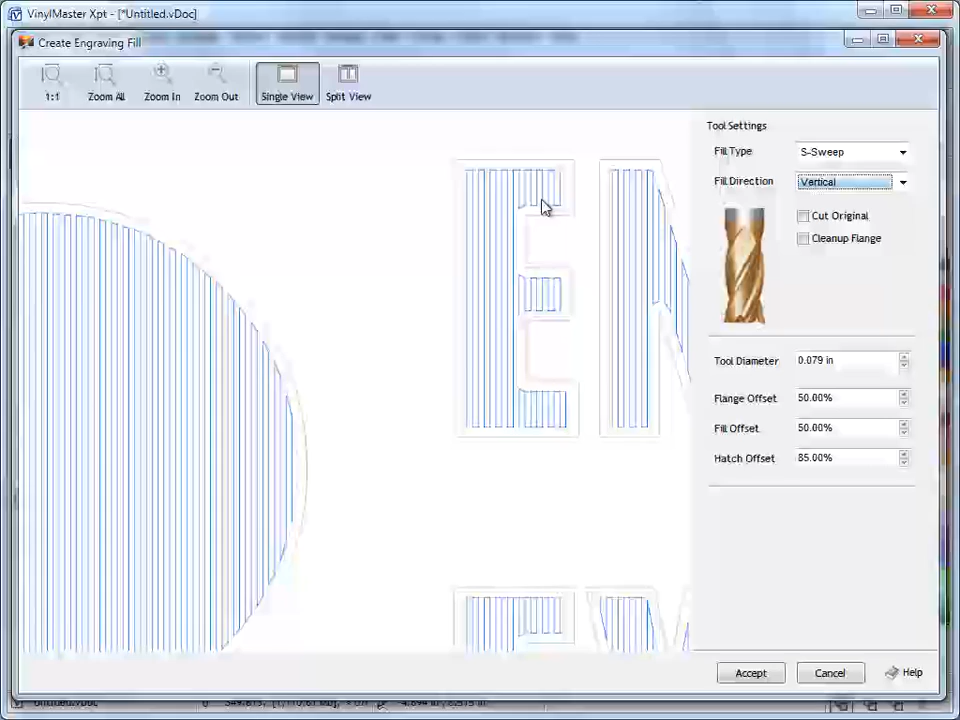 VinylMaster Xpt - [*Untitled.vDoc]
Create Engraving Fill
1:1
Zoom All
Zoom In
Zoom Out
Single View
Split View
Tool Settings
Fill Type
S-Sweep
Fill Direction
Vertical
Cut Original
Cleanup Flange
Tool Diameter
0.079 in
Flange Offset
50.00%
Fill Offset
50.00%
Hatch Offset
85.00%
Accept
Cancel
Help